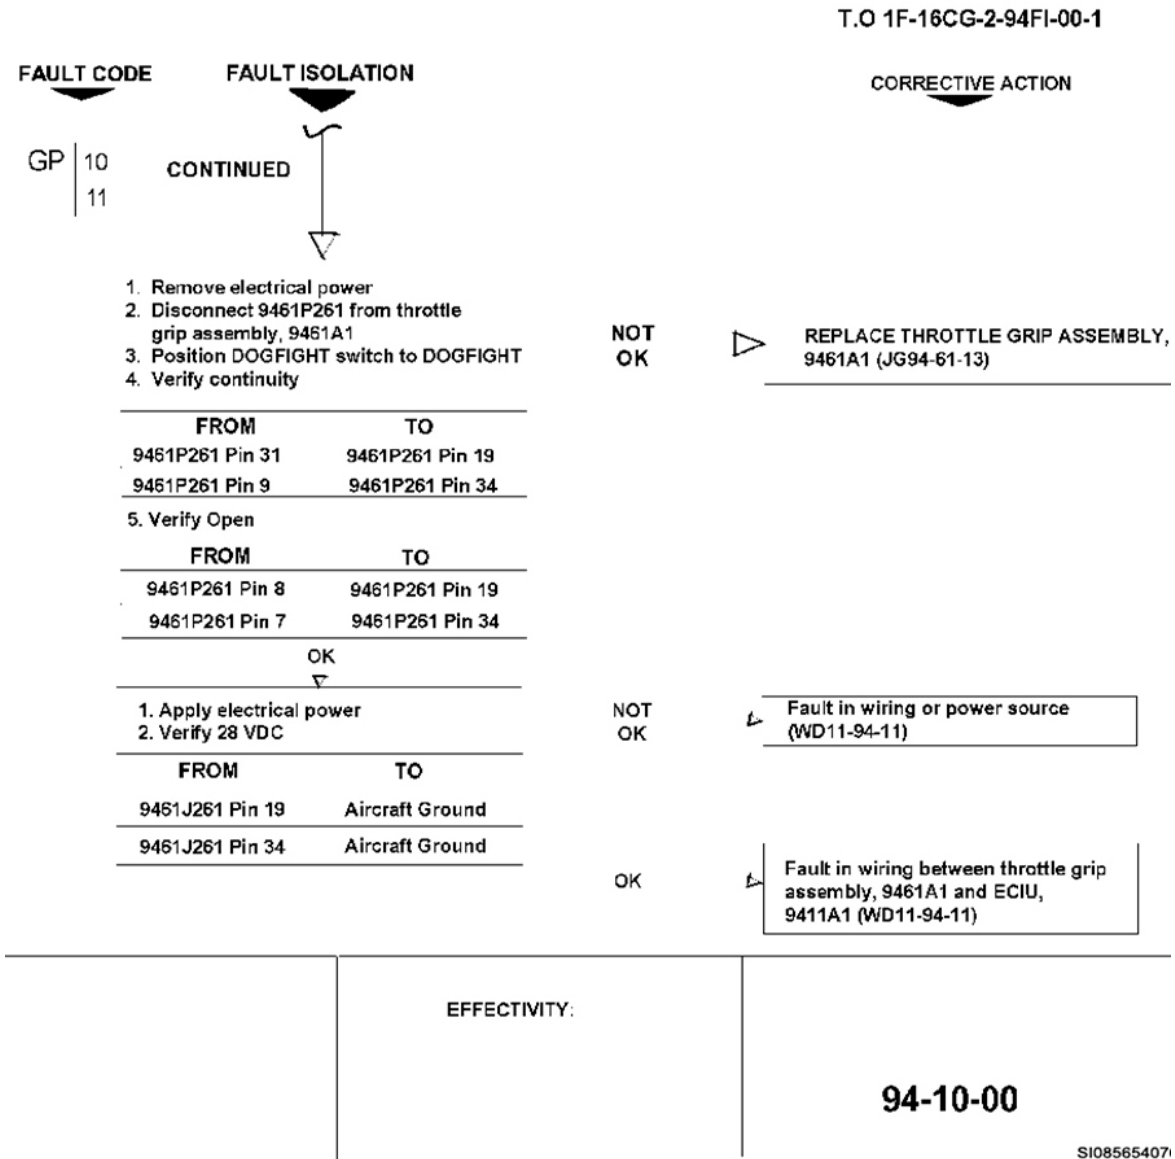 T.O 1F-16CG-2-94FI-00-1
FAULT CODE
FAULT ISOLATION
CORRECTIVE ACTION
GP 10
11
CONTINUED
1. Remove electrical power
2. Disconnect 9461P261 from throttle
grip assembly, 9461A1
3. Position DOGFIGHT switch to DOGFIGHT
4. Verify continuity
NOT
OK
REPLACE THROTTLE GRIP ASSEMBLY,
9461A1 (JG94-61-13)
FROM TO
9461P261 Pin 31 9461P261 Pin 19
9461P261 Pin 9 9461P261 Pin 34
5. Verify Open
FROM TO
9461P261 Pin 8 9461P261 Pin 19
9461P261 Pin 7 9461P261 Pin 34
OK
1. Apply electrical power
2. Verify 28 VDC
NOT
OK
Fault in wiring or power source
(WD11-94-11)
FROM TO
9461J261 Pin 19 Aircraft Ground
9461J261 Pin 34 Aircraft Ground
OK
Fault in wiring between throttle grip
assembly, 9461A1 and ECIU,
9411A1 (WD11-94-11)
EFFECTIVITY:
94-10-00